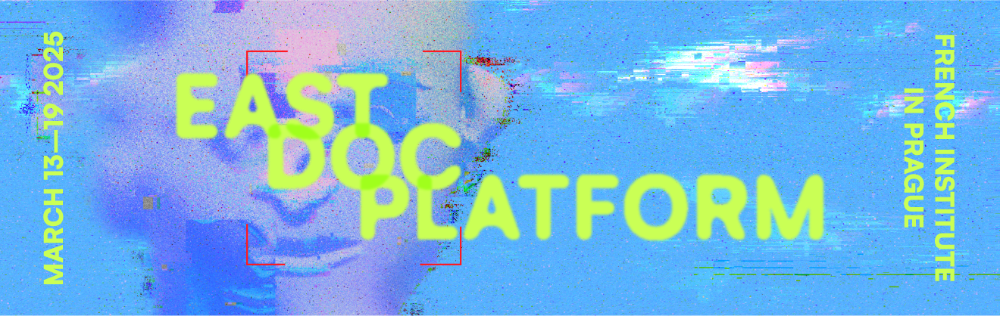 MARCH 13—19 2025
EAST
DOC
PLATFORM
FRENCH INSTITUTE
IN PRAGUE